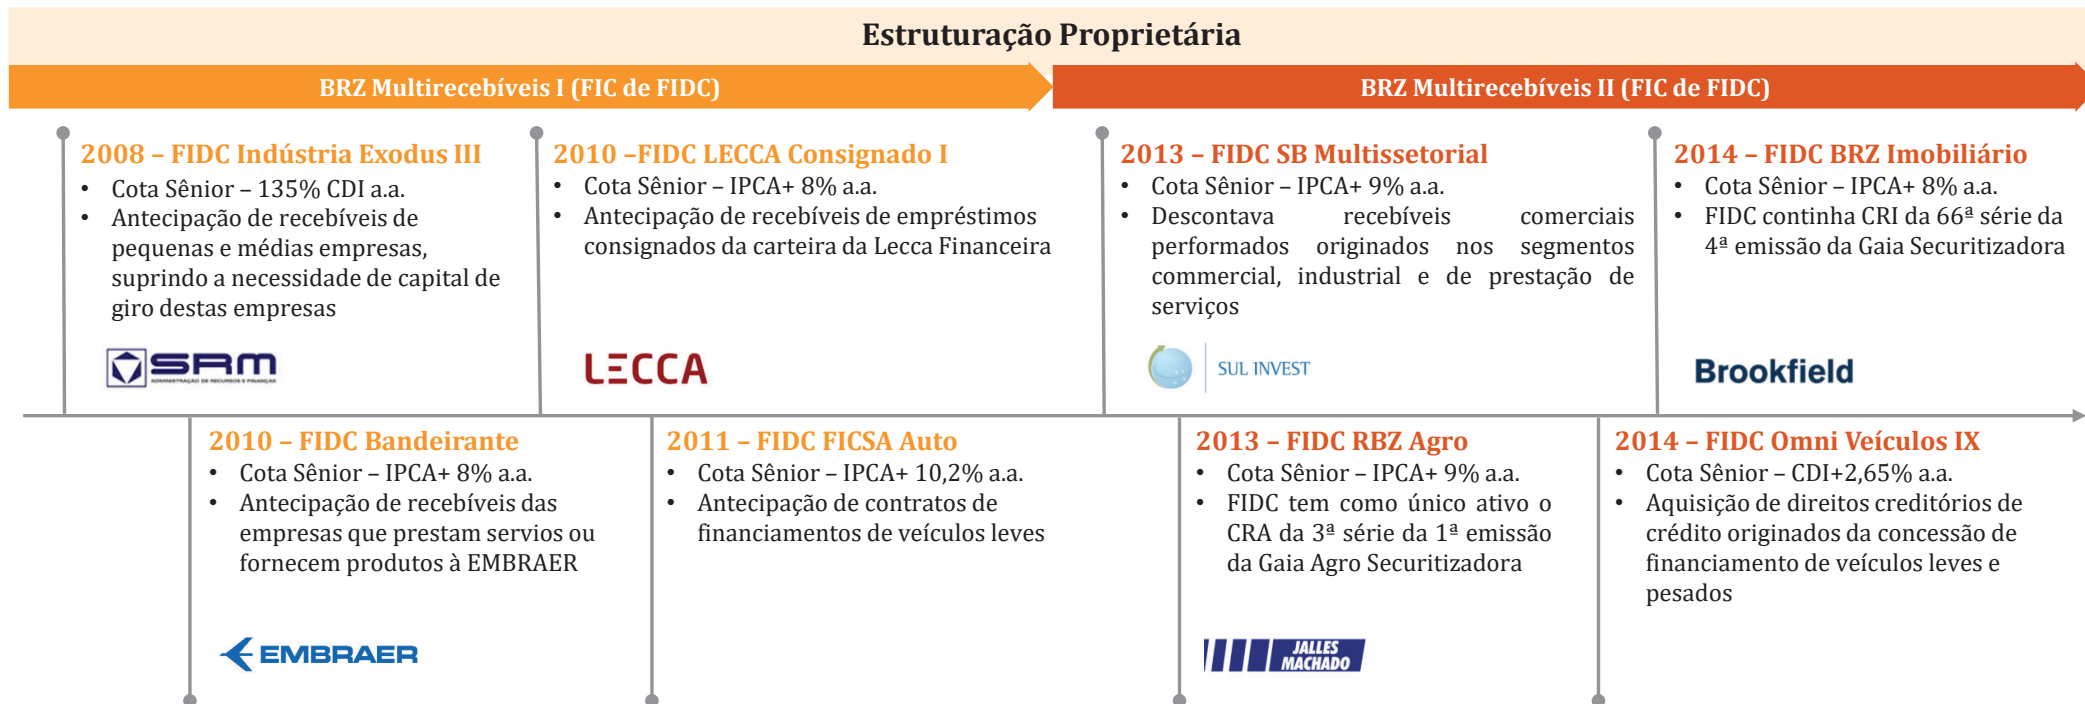 Estruturação Proprietária
BRZ Multirecebíveis I (FIC de FIDC)
BRZ Multirecebíveis II (FIC de FIDC)
2008 – FIDC Indústria Exodus III
• Cota Sênior – 135% CDI a.a.
• Antecipação de recebíveis de
pequenas e médias empresas,
suprindo a necessidade de capital de
giro destas empresas
SRM
ADMINISTRAÇÃO DE RECURSOS E FINANÇAS
2010 –FIDC LECCA Consignado I
• Cota Sênior – IPCA+ 8% a.a.
• Antecipação de recebíveis de empréstimos
consignados da carteira da Lecca Financeira
LECCA
2013 – FIDC SB Multissetorial
• Cota Sênior – IPCA+ 9% a.a.
• Descontava recebíveis comerciais
performados originados nos segmentos
commercial, industrial e de prestação de
serviços
SUL INVEST
2014 – FIDC BRZ Imobiliário
• Cota Sênior – IPCA+ 8% a.a.
• FIDC continha CRI da 66ª série da
4ª emissão da Gaia Securitizadora
Brookfield
2010 – FIDC Bandeirante
• Cota Sênior – IPCA+ 8% a.a.
• Antecipação de recebíveis das
empresas que prestam servios ou
fornecem produtos à EMBRAER
EMBRAER
2011 – FIDC FICSA Auto
• Cota Sênior – IPCA+ 10,2% a.a.
• Antecipação de contratos de
financiamentos de veículos leves
2013 – FIDC RBZ Agro
• Cota Sênior – IPCA+ 9% a.a.
• FIDC tem como único ativo o
CRA da 3ª série da 1ª emissão
da Gaia Agro Securitizadora
JALLES
MACHADO
2014 – FIDC Omni Veículos IX
• Cota Sênior – CDI+2,65% a.a.
• Aquisição de direitos creditórios de
crédito originados da concessão de
financiamento de veículos leves e
pesados